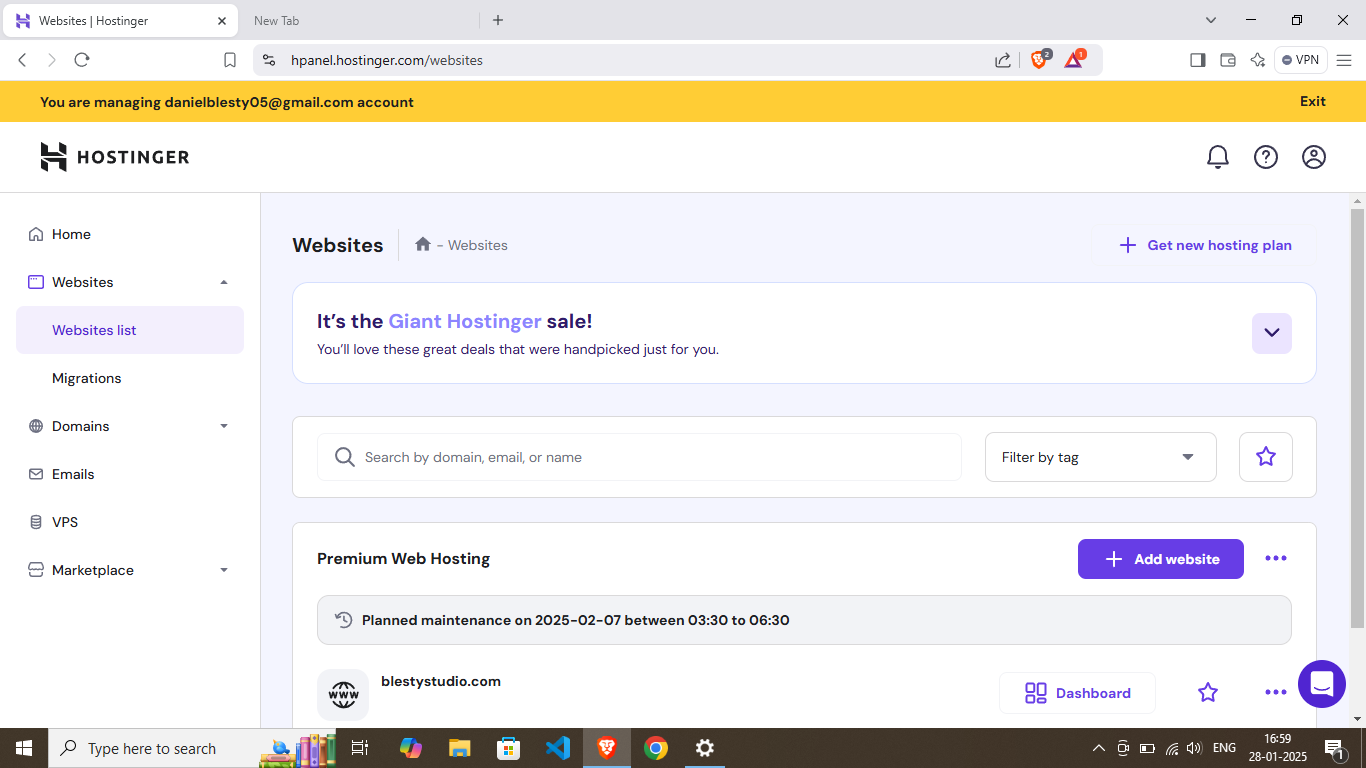 Websites | Hostinger
New Tab
hpanel.hostinger.com/websites
2
1
VPN
You are managing danielblesty05@gmail.com account
Exit
HOSTINGER
Home
Websites
Websites list
Migrations
Domains
Emails
VPS
Marketplace
Websites
- Websites
Get new hosting plan
It's the Giant Hostinger sale!
You'll love these great deals that were handpicked just for you.
Search by domain, email, or name
Filter by tag
Premium Web Hosting
Add website
Planned maintenance on 2025-02-07 between 03:30 to 06:30
www
blestystudio.com
Dashboard
Type here to search
ENG
16:59
28-01-2025
1